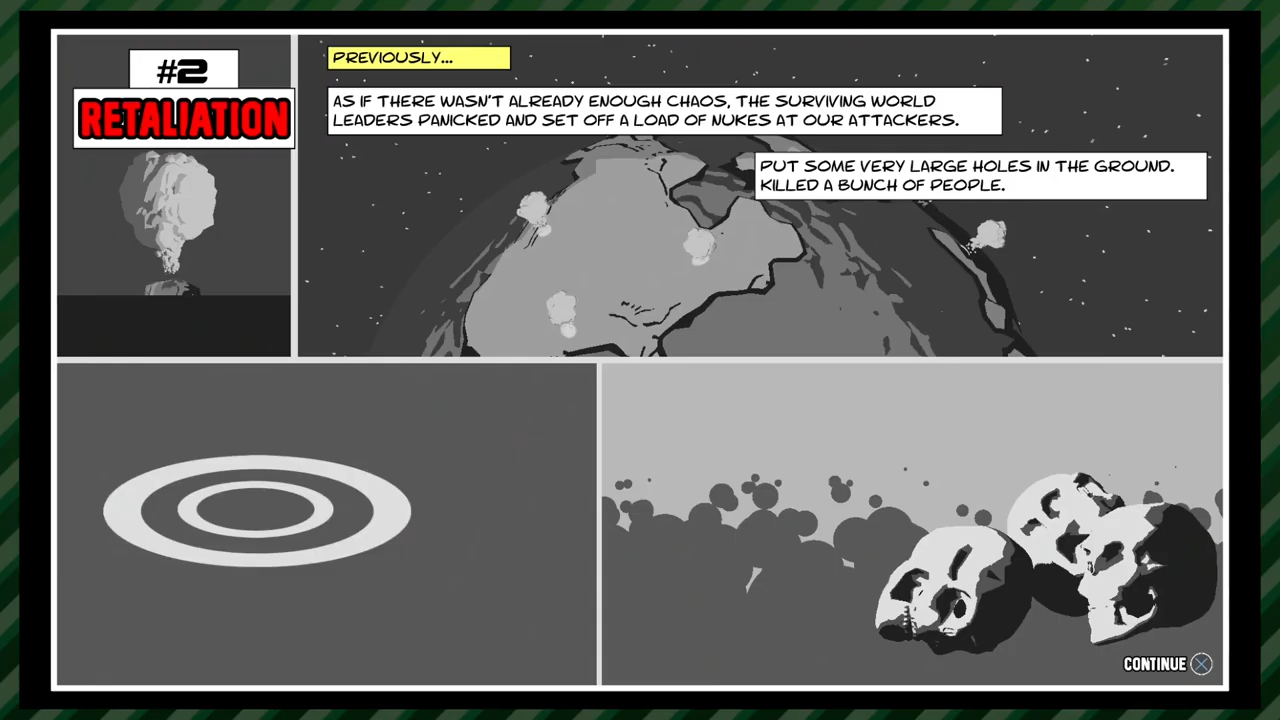 #2
RETALIATION
PREVIOUSLY...
AS IF THERE WASN'T ALREADY ENOUGH CHAOS, THE SURVIVING WORLD
LEADERS PANICKED AND SET OFF A LOAD OF NUKES AT OUR ATTACKERS.
PUT SOME VERY LARGE HOLES IN THE GROUND.
KILLED A BUNCH OF PEOPLE.
CONTINUE